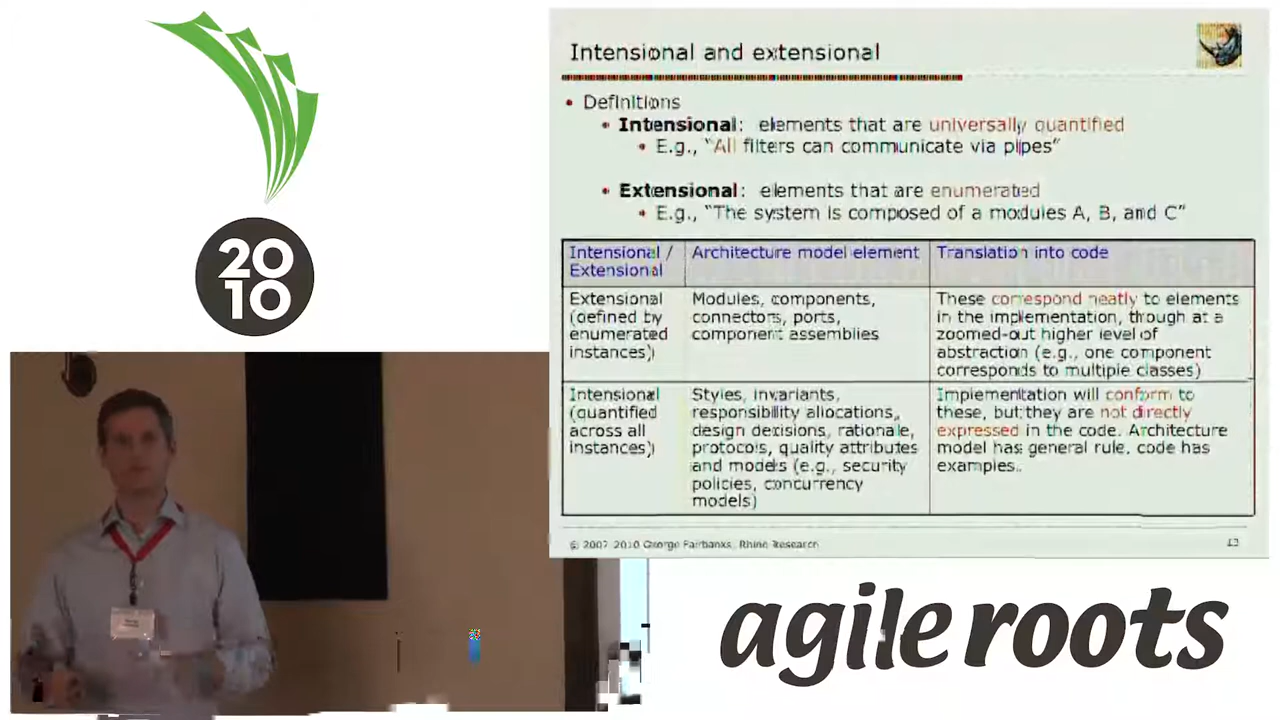 20
10
Intensional and extensional
• Definitions
• Intensional: elements that are universally quantified
• E.g., “All filters can communicate via pipes”
• Extensional: elements that are enumerated
• E.g., “The system is composed of a modules A, B, and C”
Intensional /
Extensional
Architecture model element
Translation into code
Extensional
(defined by
enumerated
instances)
Modules, components,
connectors, ports,
component assemblies
These correspond neatly to elements
in the implementation, though at a
zoomed-out higher level of
abstraction (e.g., one component
corresponds to multiple classes)
Intensional
(quantified
across all
instances)
Styles, invariants,
responsibility allocations,
design decisions, rationale,
protocols, quality attributes
and models (e.g., security
policies, concurrency
models)
Implementation will conform to
these, but they are not directly
expressed in the code. Architecture
model has general rule, code has
examples.
© 2007-2010 George Fairbanks, Rhino Research
agile roots